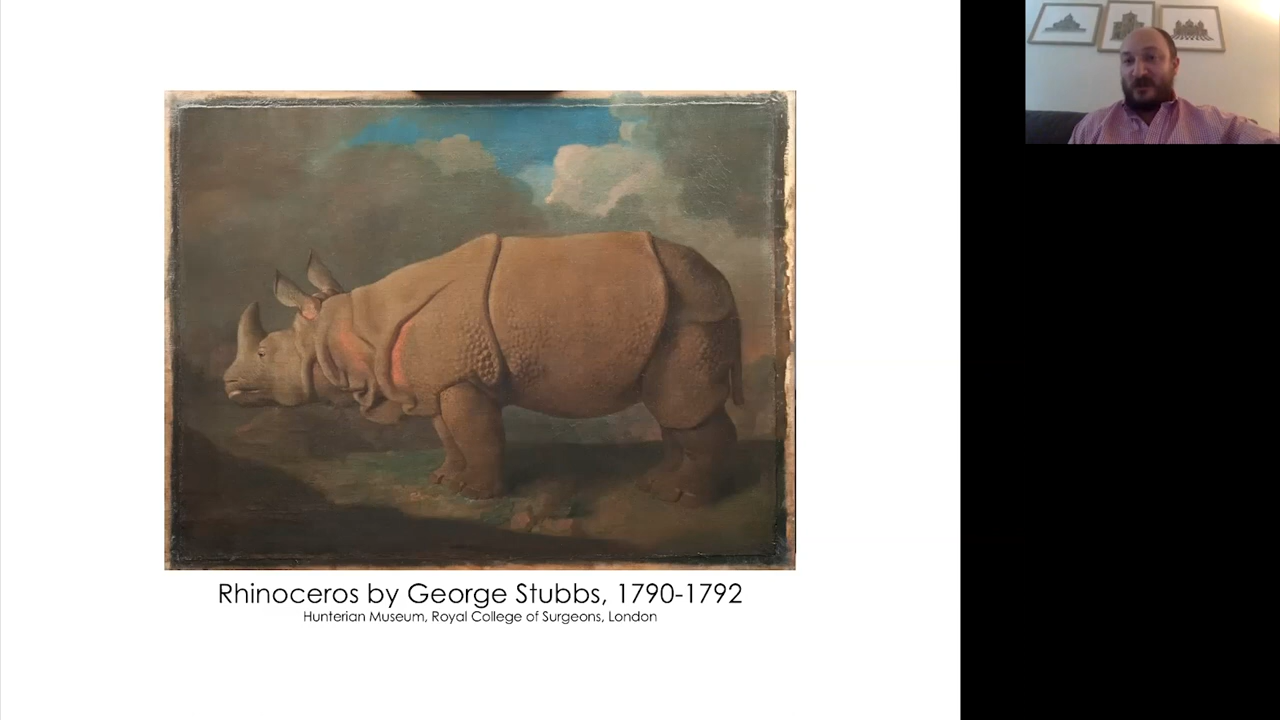 Rhinoceros by George Stubbs, 1790-1792
Hunterian Museum, Royal College of Surgeons, London